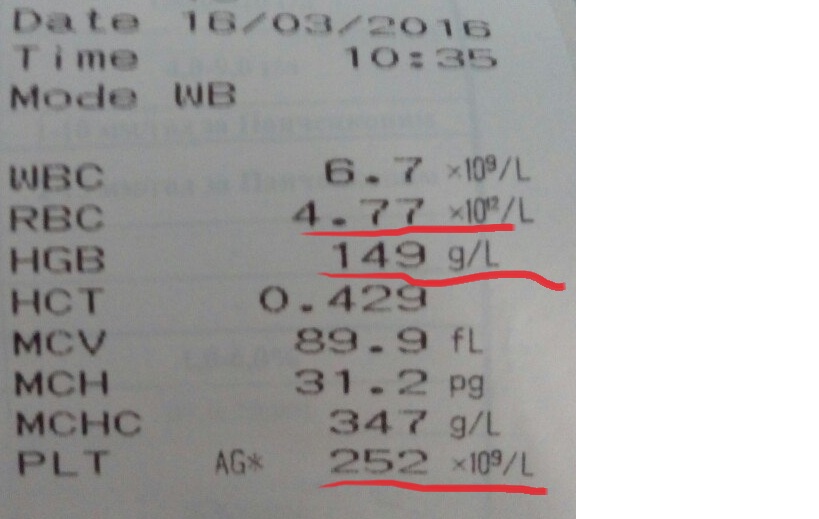 Date 16/03/2016
Time 10:35
Mode WB
WBC 6.7 ×10⁹/L
RBC 4.77 ×10¹²/L
HGB 149 g/L
HCT 0.429
MCV 89.9 fL
MCH 31.2 pg
MCHC 347 g/L
PLT AG* 252 ×10⁹/L